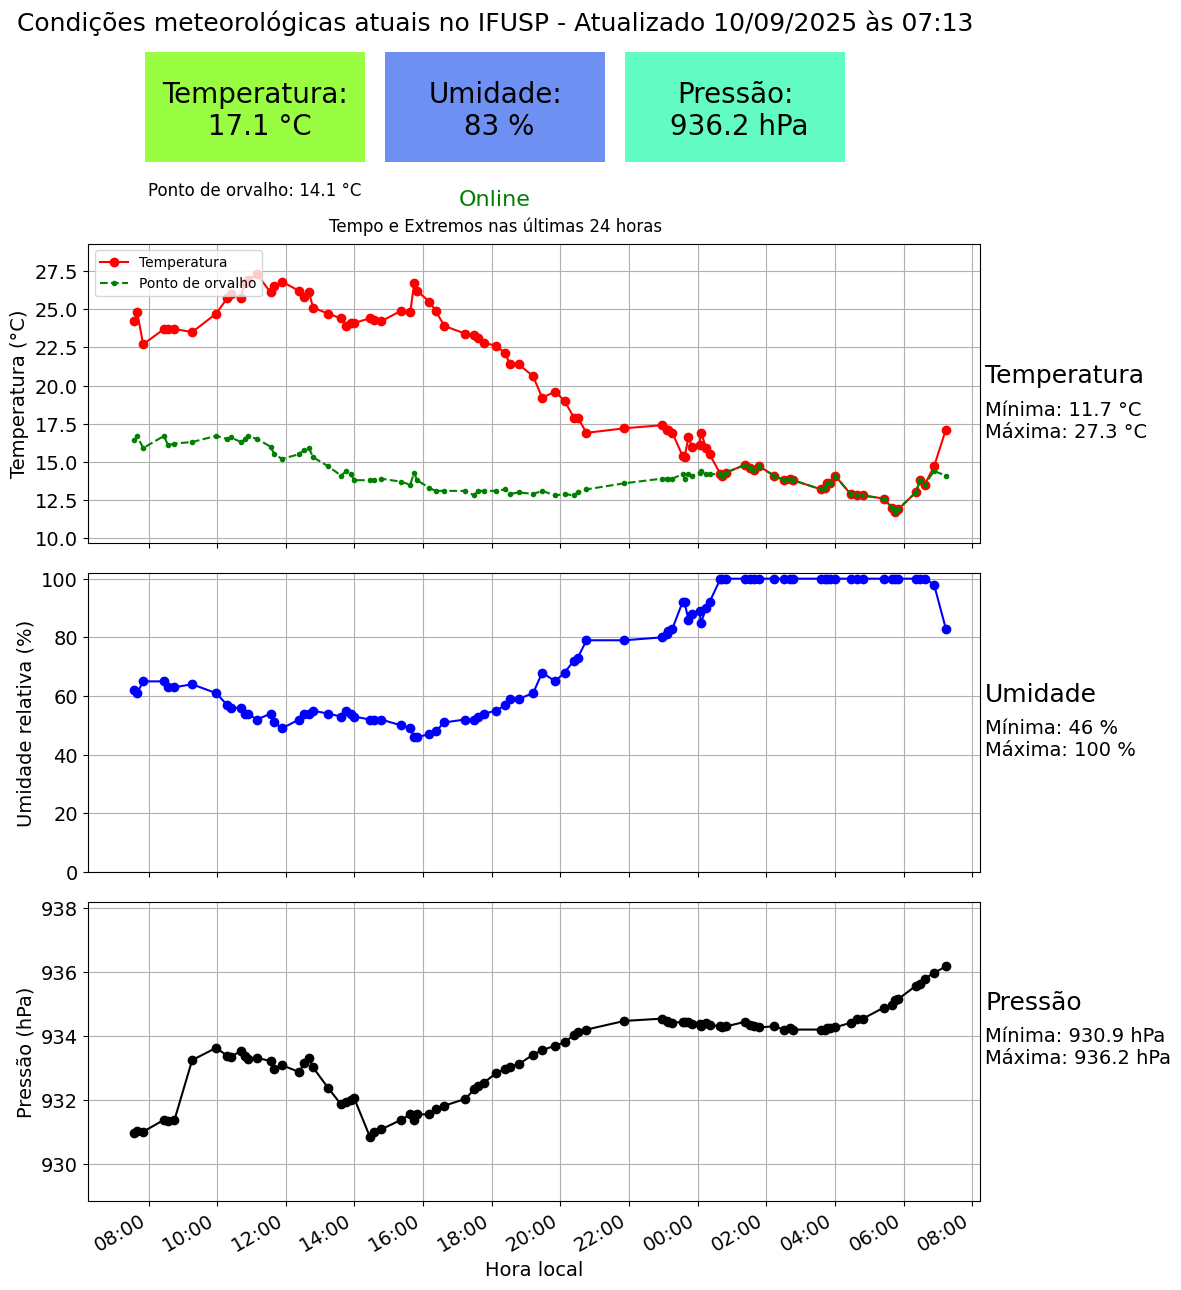 Condições meteorológicas atuais no IFUSP - Atualizado 10/09/2025 às 07:13
Temperatura:
17.1 °C
Umidade:
83 %
Pressão:
936.2 hPa
Ponto de orvalho: 14.1 °C
Online
Tempo e Extremos nas últimas 24 horas
Temperatura
Ponto de orvalho
Temperatura (°C)
27.5
25.0
22.5
20.0
17.5
15.0
12.5
10.0
Temperatura
Mínima: 11.7 °C
Máxima: 27.3 °C
Umidade relativa (%)
100
80
60
40
20
0
Umidade
Mínima: 46 %
Máxima: 100 %
Pressão (hPa)
938
936
934
932
930
Pressão
Mínima: 930.9 hPa
Máxima: 936.2 hPa
08:00
10:00
12:00
14:00
16:00
18:00
20:00
22:00
00:00
02:00
04:00
06:00
08:00
Hora local